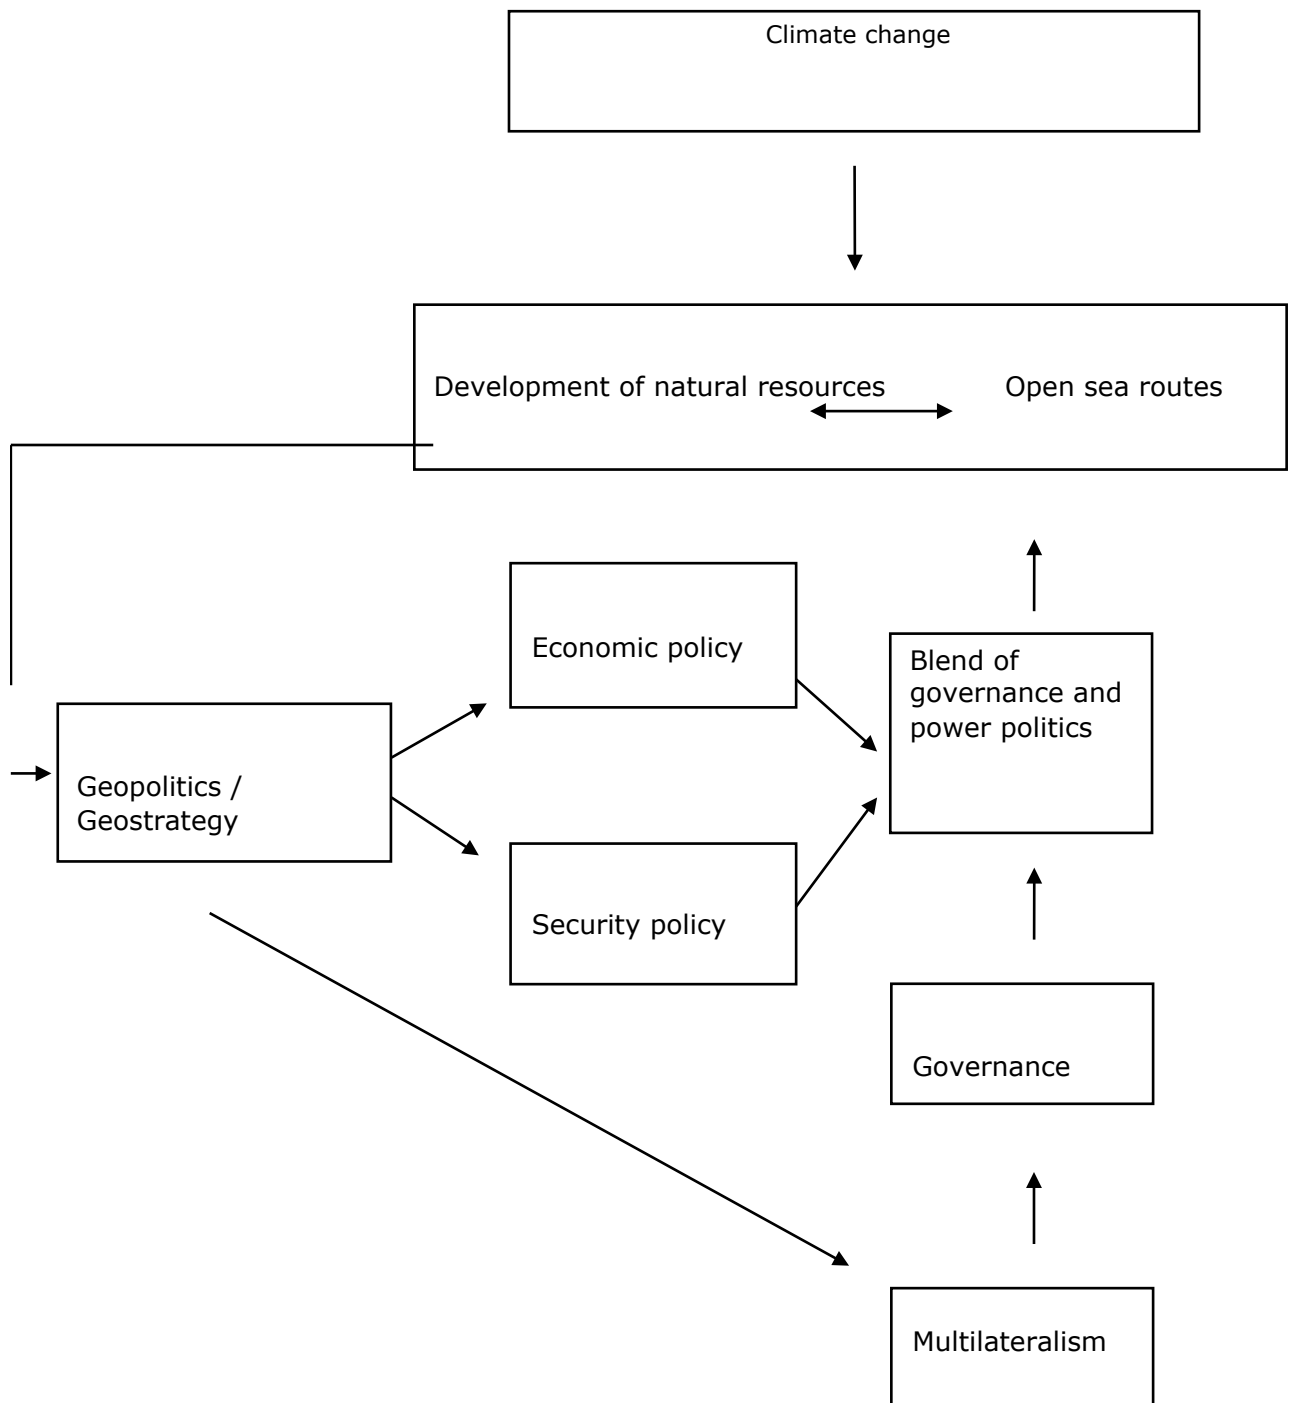 Climate change
Development of natural resources
Open sea routes
Economic policy
Blend of
governance and
power politics
Geopolitics /
Geostrategy
Security policy
Governance
Multilateralism